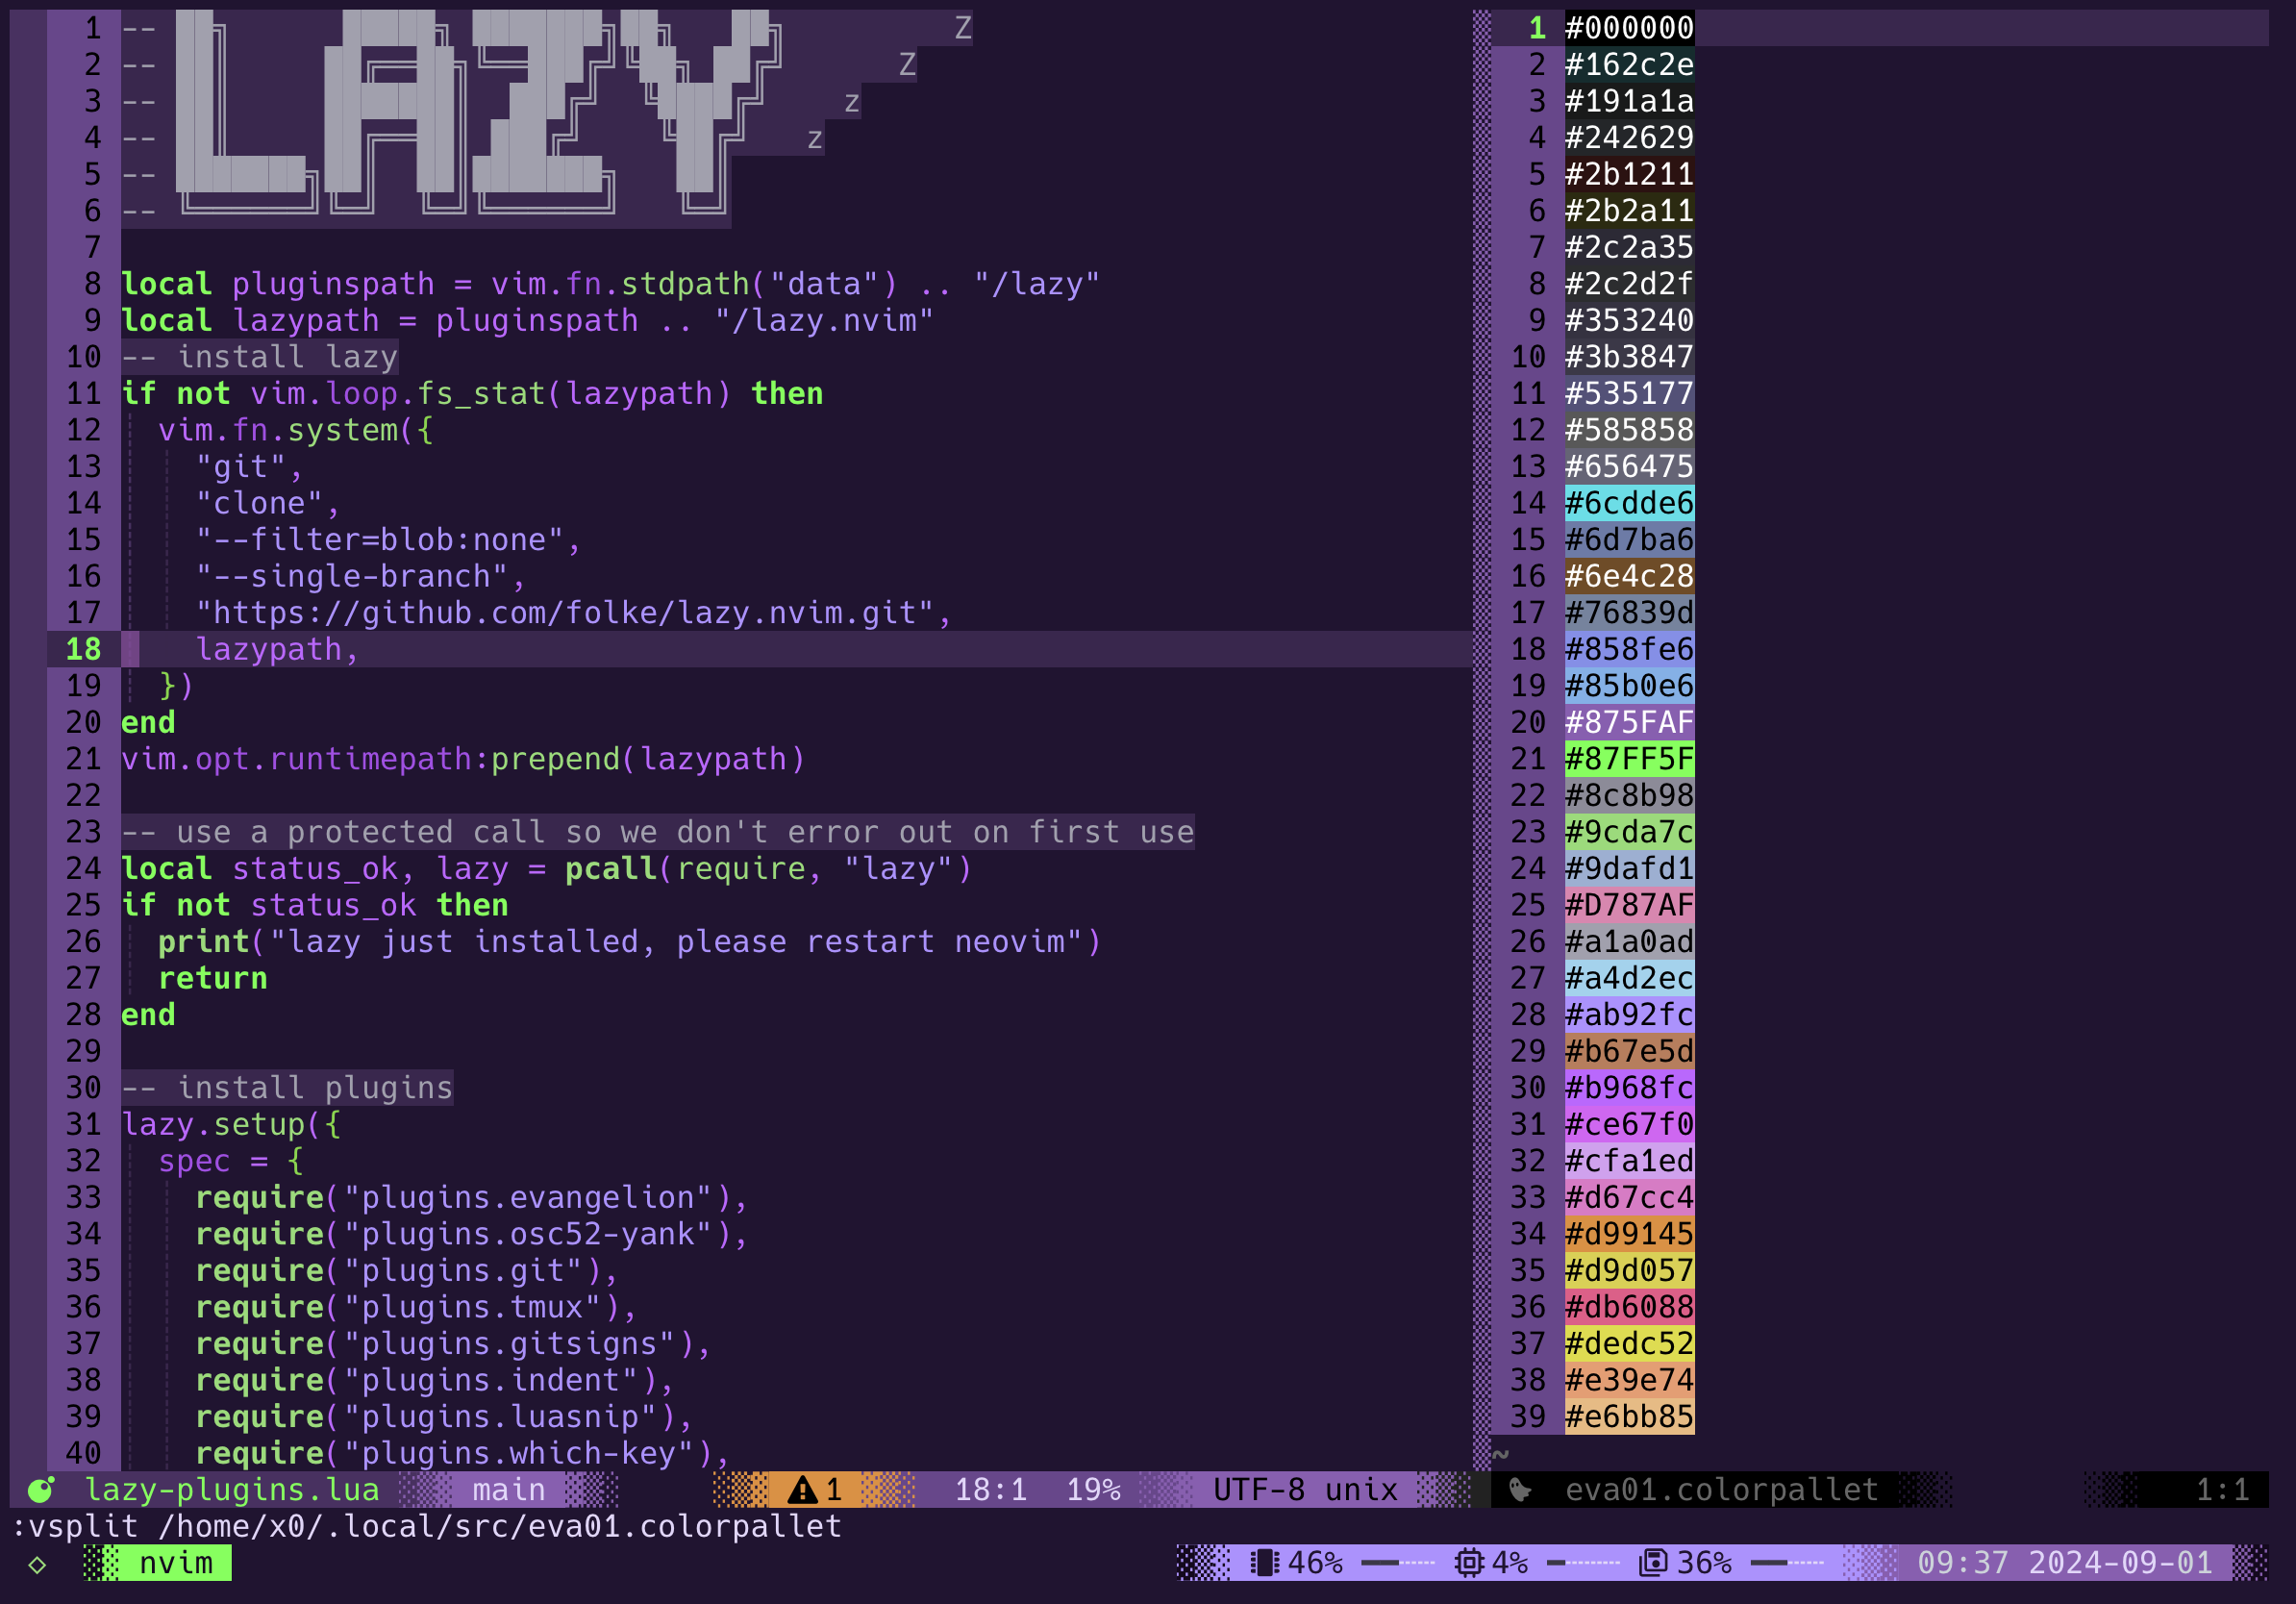 1 -- ██╗      █████╗ ███████╗██╗   ██╗         Z
2 -- ██║     ██╔══██╗╚══███╔╝╚██╗ ██╔╝      Z
3 -- ██║     ███████║  ███╔╝  ╚████╔╝    z
4 -- ██║     ██╔══██║ ███╔╝    ╚██╔╝   z
5 -- ███████╗██║  ██║███████╗   ██║
6 -- ╚══════╝╚═╝  ╚═╝╚══════╝   ╚═╝
7
8 local pluginspath = vim.fn.stdpath("data") .. "/lazy"
9 local lazypath = pluginspath .. "/lazy.nvim"
10 -- install lazy
11 if not vim.loop.fs_stat(lazypath) then
12   vim.fn.system({
13     "git",
14     "clone",
15     "--filter=blob:none",
16     "--single-branch",
17     "https://github.com/folke/lazy.nvim.git",
18     lazypath,
19   })
20 end
21 vim.opt.runtimepath:prepend(lazypath)
22
23 -- use a protected call so we don't error out on first use
24 local status_ok, lazy = pcall(require, "lazy")
25 if not status_ok then
26   print("lazy just installed, please restart neovim")
27   return
28 end
29
30 -- install plugins
31 lazy.setup({
32   spec = {
33     require("plugins.evangelion"),
34     require("plugins.osc52-yank"),
35     require("plugins.git"),
36     require("plugins.tmux"),
37     require("plugins.gitsigns"),
38     require("plugins.indent"),
39     require("plugins.luasnip"),
40     require("plugins.which-key"),
1 #000000
2 #162c2e
3 #191a1a
4 #242629
5 #2b1211
6 #2b2a11
7 #2c2a35
8 #2c2d2f
9 #353240
10 #3b3847
11 #535177
12 #585858
13 #656475
14 #6cdde6
15 #6d7ba6
16 #6e4c28
17 #76839d
18 #858fe6
19 #85b0e6
20 #875FAF
21 #87FF5F
22 #8c8b98
23 #9cda7c
24 #9dafd1
25 #D787AF
26 #a1a0ad
27 #a4d2ec
28 #ab92fc
29 #b67e5d
30 #b968fc
31 #ce67f0
32 #cfa1ed
33 #d67cc4
34 #d99145
35 #d9d057
36 #db6088
37 #dedc52
38 #e39e74
39 #e6bb85
~
lazy-plugins.lua main 1 18:1 19% UTF-8 unix eva01.colorpallet 1:1
:vsplit /home/x0/.local/src/eva01.colorpallet
nvim 46% 4% 36% 09:37 2024-09-01